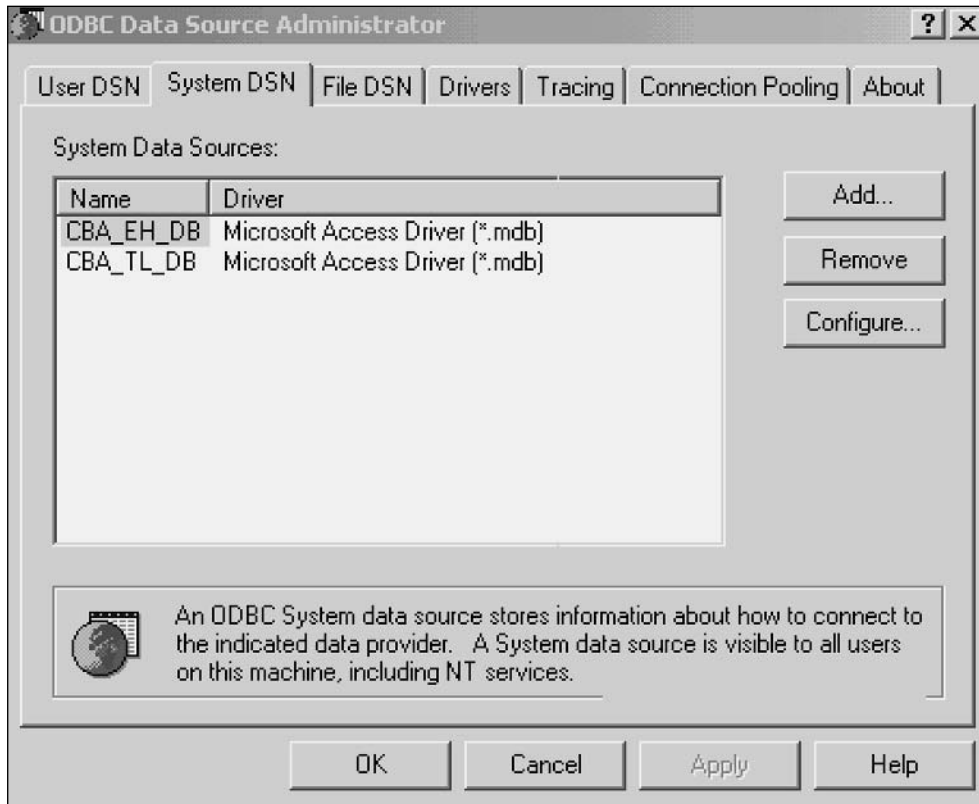 ODBC Data Source Administrator
User DSN System DSN File DSN Drivers Tracing Connection Pooling About
System Data Sources:
Name Driver
CBA_EH_DB Microsoft Access Driver (*.mdb)
CBA_TL_DB Microsoft Access Driver (*.mdb)
Add...
Remove
Configure...
An ODBC System data source stores information about how to connect to
the indicated data provider. A System data source is visible to all users
on this machine, including NT services.
OK Cancel Apply Help